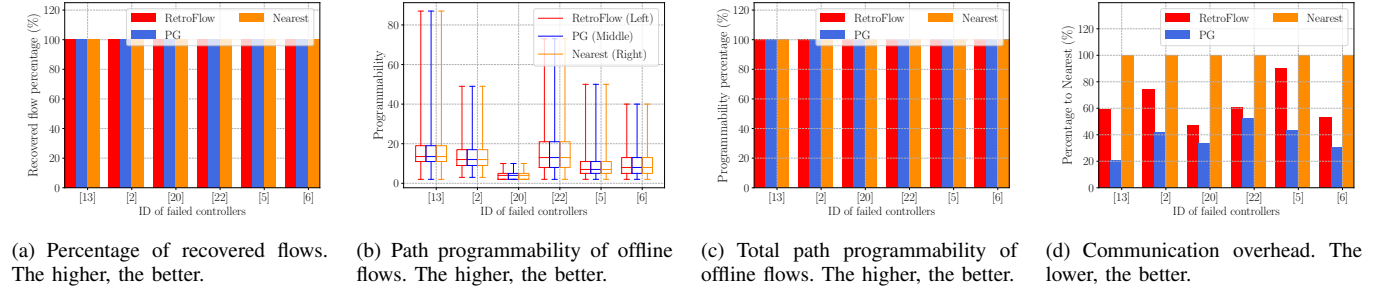 RetroFlow
PG
Nearest
Recovered flow percentage (%)
120
100
80
60
40
20
0
[13] [2] [20] [22] [5] [6]
ID of failed controllers
(a) Percentage of recovered flows.
The higher, the better.
RetroFlow (Left)
PG (Middle)
Nearest (Right)
Programmability
80
60
40
20
0
[13] [2] [20] [22] [5] [6]
ID of failed controllers
(b) Path programmability of offline
flows. The higher, the better.
RetroFlow
PG
Nearest
Programmability percentage (%)
120
100
80
60
40
20
0
[13] [2] [20] [22] [5] [6]
ID of failed controllers
(c) Total path programmability of
offline flows. The higher, the better.
RetroFlow
PG
Nearest
Percentage to Nearest (%)
120
100
80
60
40
20
0
[13] [2] [20] [22] [5] [6]
ID of failed controllers
(d) Communication overhead. The
lower, the better.